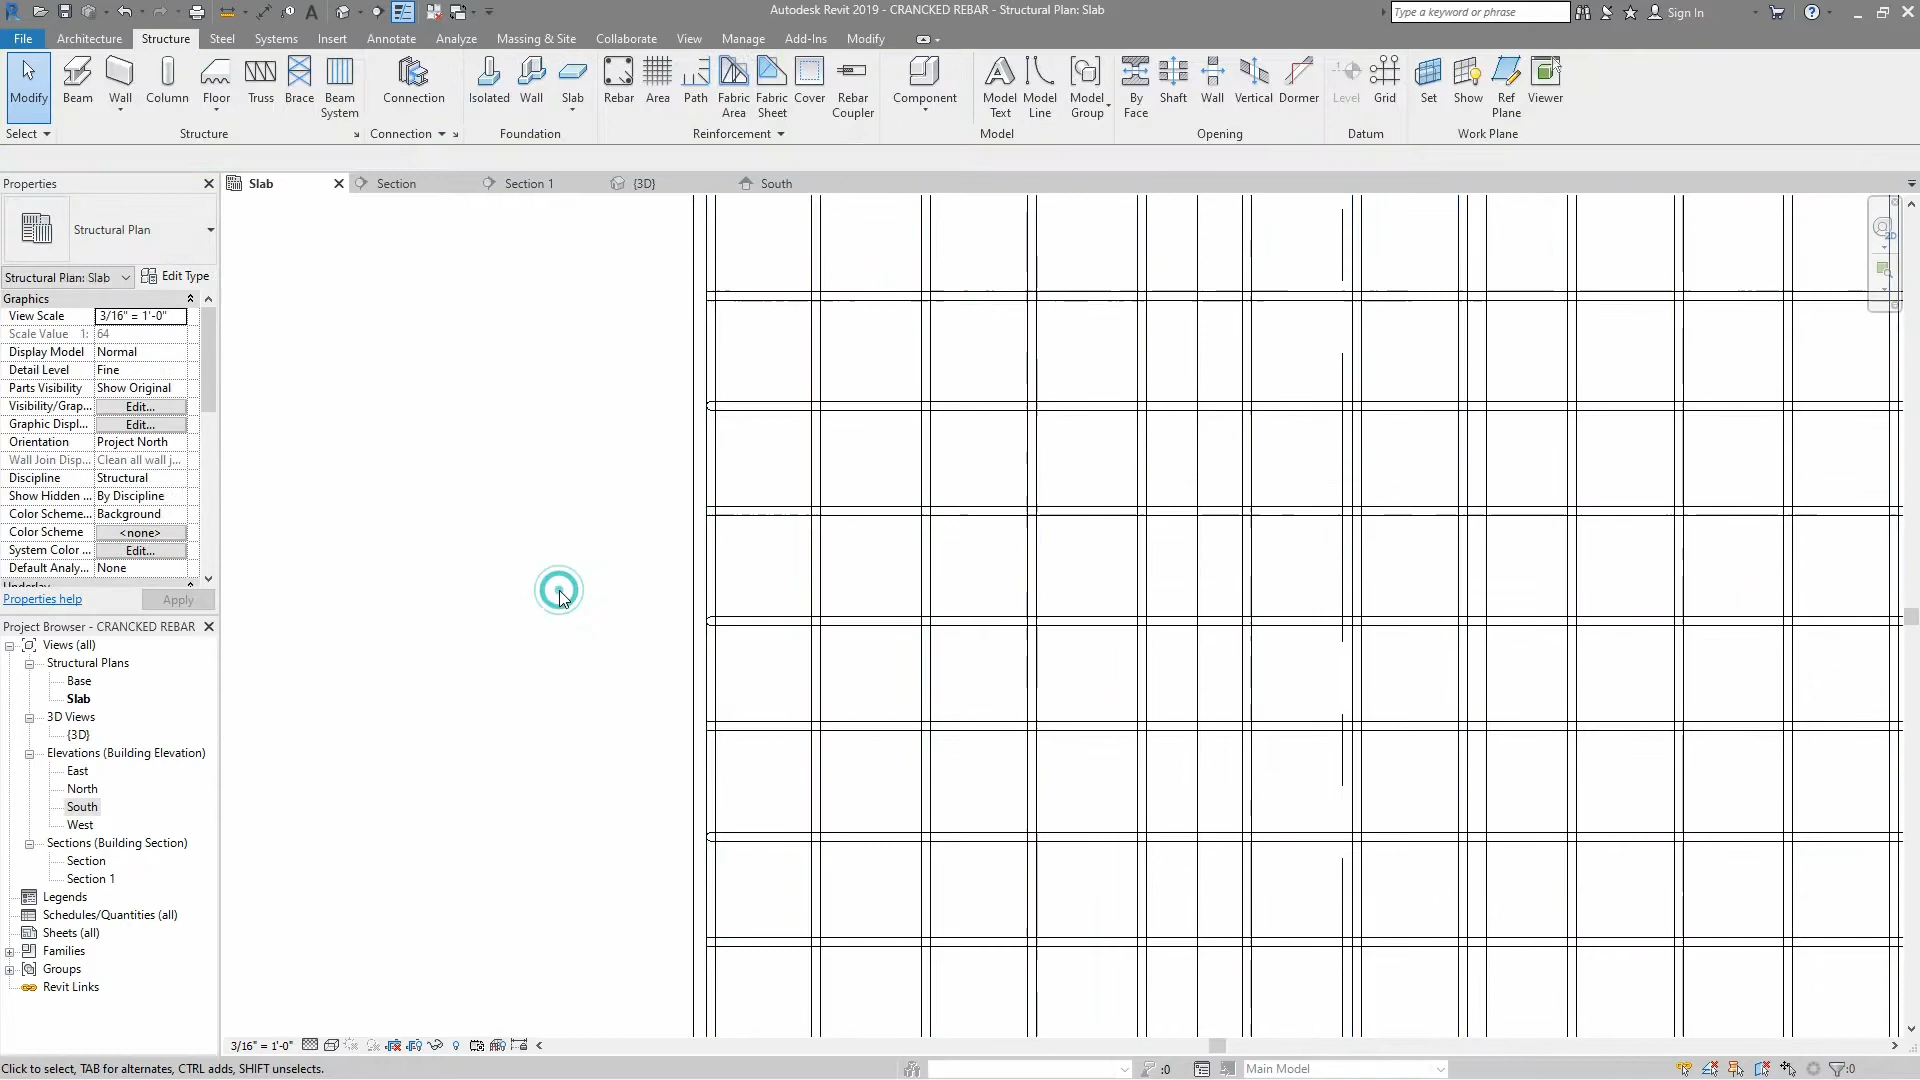 Autodesk Revit 2019 - CRANCKED REBAR - Structural Plan: Slab
Type a keyword or phrase
Sign In
File Architecture Structure Steel Systems Insert Annotate Analyze Massing & Site Collaborate View Manage Add-Ins Modify
Modify Beam Wall Column Floor Truss Brace Beam System Connection Isolated Wall Slab Rebar Area Path Fabric Area Fabric Sheet Cover Rebar Coupler Component Model Text Model Line Model Group By Face Shaft Wall Vertical Dormer Level Grid Set Show Ref Plane Viewer
Select Structure Connection Foundation Reinforcement Model Opening Datum Work Plane
Properties
Slab Section Section 1 {3D} South
Structural Plan
Structural Plan: Slab Edit Type
Graphics
View Scale 3/16" = 1'-0"
Scale Value 1: 64
Display Model Normal
Detail Level Fine
Parts Visibility Show Original
Visibility/Grap... Edit...
Graphic Displ... Edit...
Orientation Project North
Wall Join Disp... Clean all wall j...
Discipline Structural
Show Hidden ... By Discipline
Color Scheme... Background
Color Scheme <none>
System Color ... Edit...
Default Analy... None
Underlay
Properties help Apply
Project Browser - CRANCKED REBAR
Views (all)
Structural Plans
Base
Slab
3D Views
{3D}
Elevations (Building Elevation)
East
North
South
West
Sections (Building Section)
Section
Section 1
Legends
Schedules/Quantities (all)
Sheets (all)
Families
Groups
Revit Links
2D
3/16" = 1'-0"
Click to select, TAB for alternates, CTRL adds, SHIFT unselects.
:0
Main Model
:0